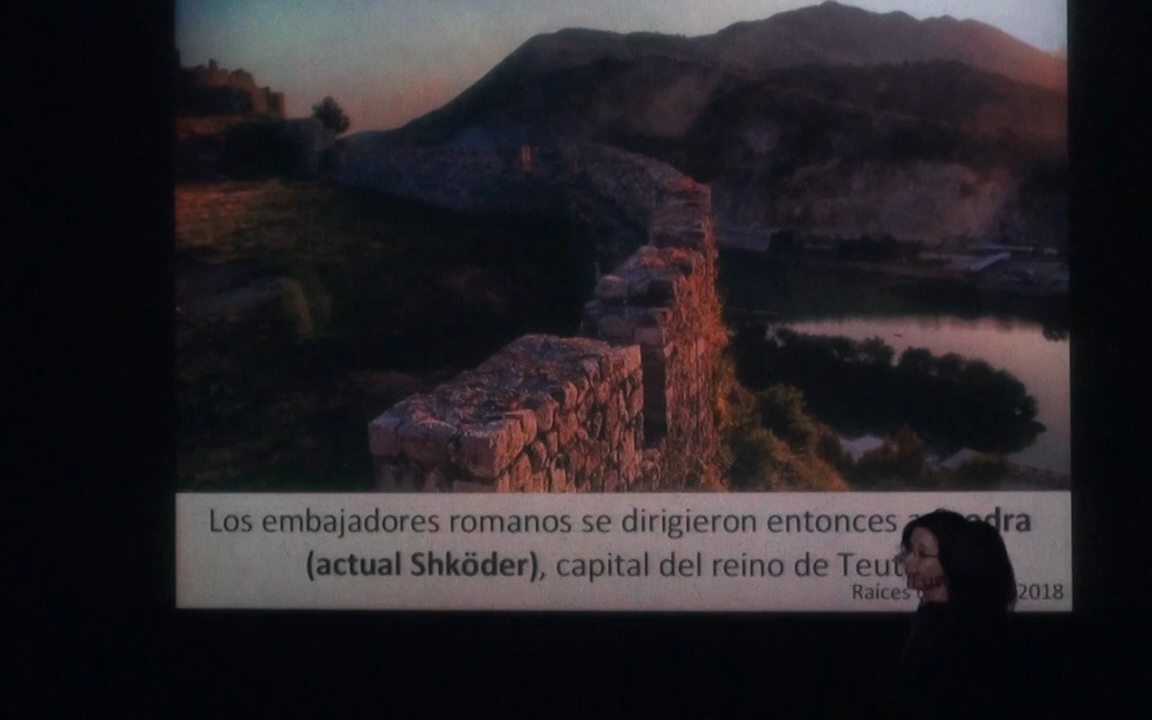 Los embajadores romanos se dirigieron entonces
(actual Shköder), capital del reino de
Raíces 2018